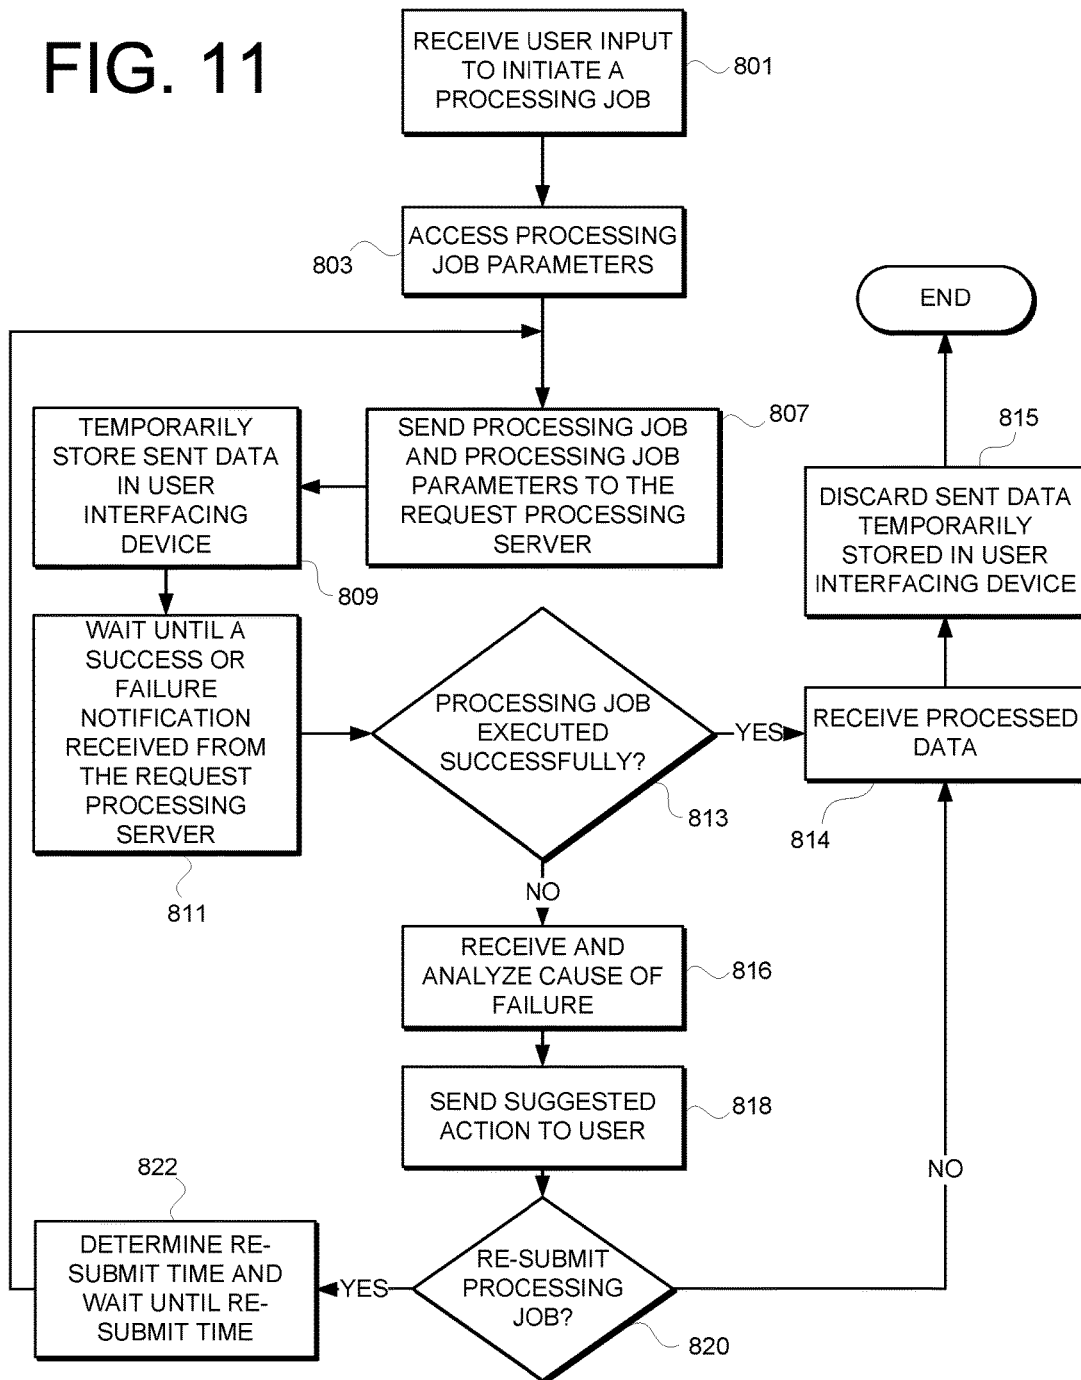 FIG. 11
RECEIVE USER INPUT
TO INITIATE A
PROCESSING JOB
801
ACCESS PROCESSING
JOB PARAMETERS
803
END
TEMPORARILY
STORE SENT DATA
IN USER
INTERFACING
DEVICE
809
SEND PROCESSING JOB
AND PROCESSING JOB
PARAMETERS TO THE
REQUEST PROCESSING
SERVER
807
815
DISCARD SENT DATA
TEMPORARILY
STORED IN USER
INTERFACING DEVICE
WAIT UNTIL A
SUCCESS OR
FAILURE
NOTIFICATION
RECEIVED FROM
THE REQUEST
PROCESSING
SERVER
811
PROCESSING JOB
EXECUTED
SUCCESSFULLY?
813
YES
RECEIVE PROCESSED
DATA
814
NO
RECEIVE AND
ANALYZE CAUSE OF
FAILURE
816
SEND SUGGESTED
ACTION TO USER
818
NO
822
DETERMINE RE-
SUBMIT TIME AND
WAIT UNTIL RE-
SUBMIT TIME
YES
RE-SUBMIT
PROCESSING
JOB?
820